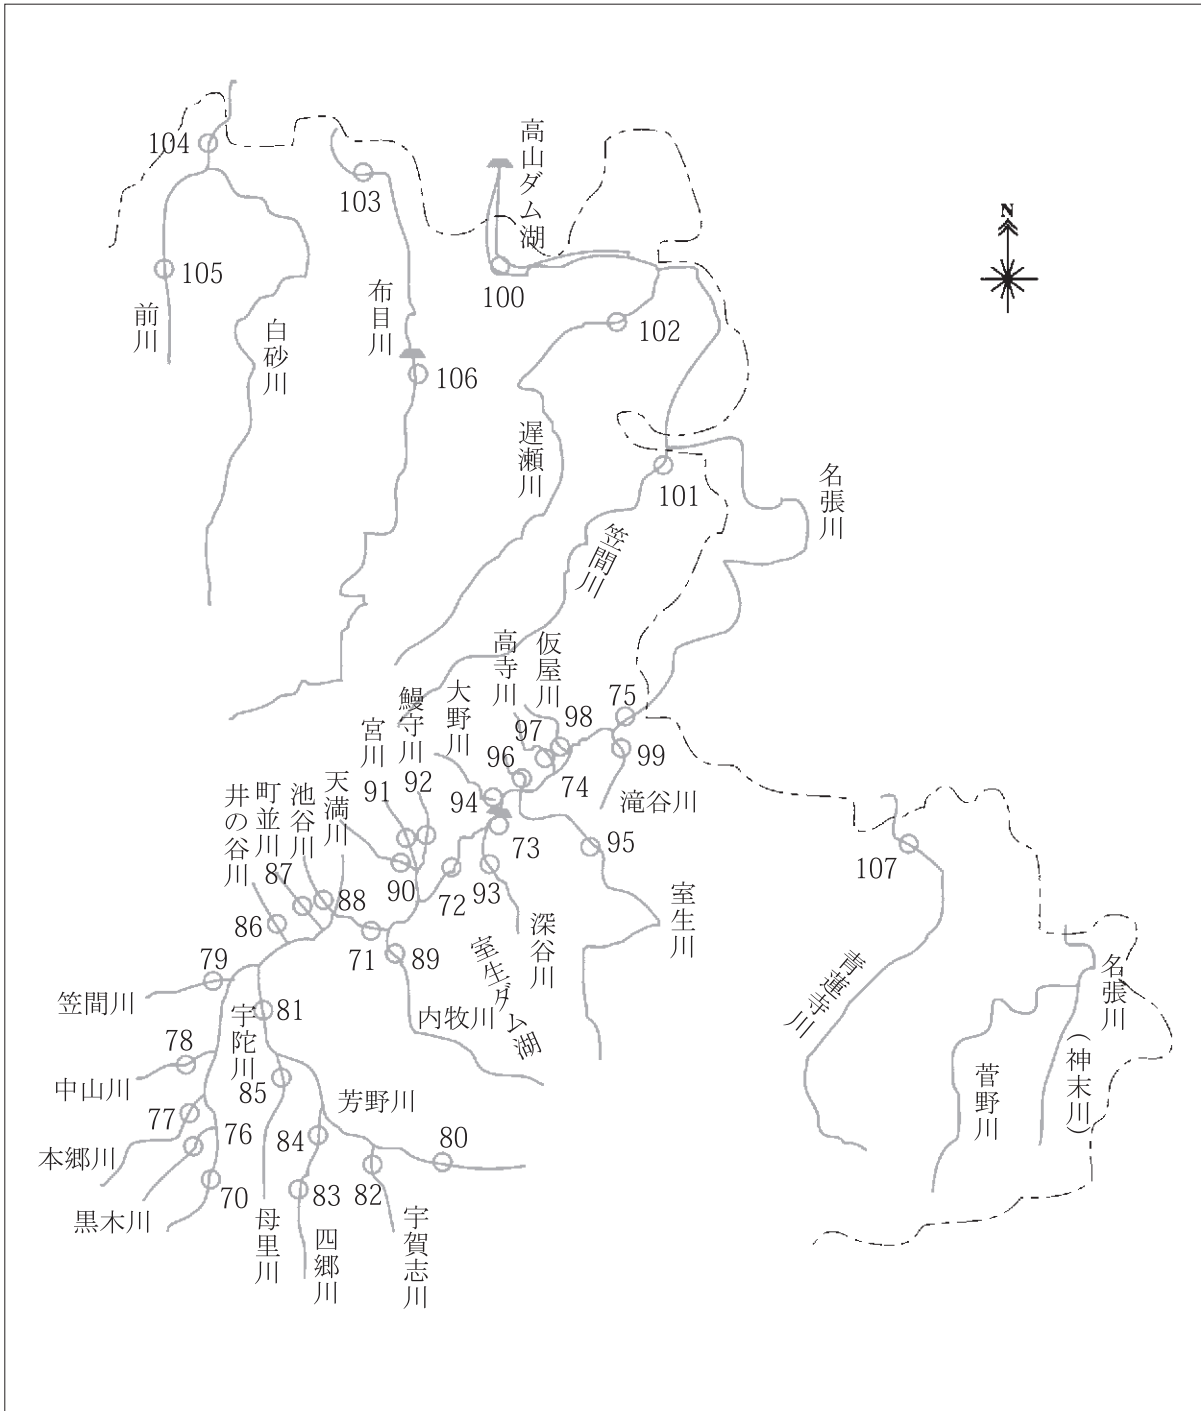 高山ダム湖
N
104
103
105
100
前川
白砂川
布目川
102
106
遅瀬川
名張川
101
笠間川
高寺川
仮屋川
大野川
鰻守川
宮川
天満川
池谷川
町並川
井の谷川
75
97
98
96
99
74
滝谷川
91
92
94
73
95
107
87
90
72
93
88
86
71
89
深谷川
室生川
室生ダム湖
79
笠間川
81
宇陀川
内牧川
青蓮寺川
名張川
(神末川)
菅野川
78
中山川
85
芳野川
77
76
84
80
本郷川
70
83
82
黒木川
母里川
四郷川
宇賀志川